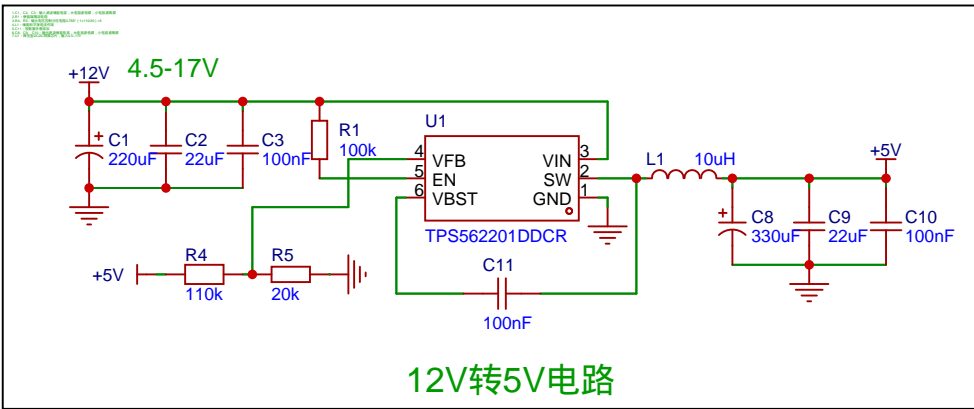 +12V
4.5-17V
C1
220uF
C2
22uF
C3
100nF
R1
100k
U1
4
VFB
5
EN
6
VBST
VIN
3
SW
2
GND
1
TPS562201DDCR
L1
10uH
+5V
C8
330uF
C9
22uF
C10
100nF
+5V
R4
110k
R5
20k
C11
100nF
12V转5V电路